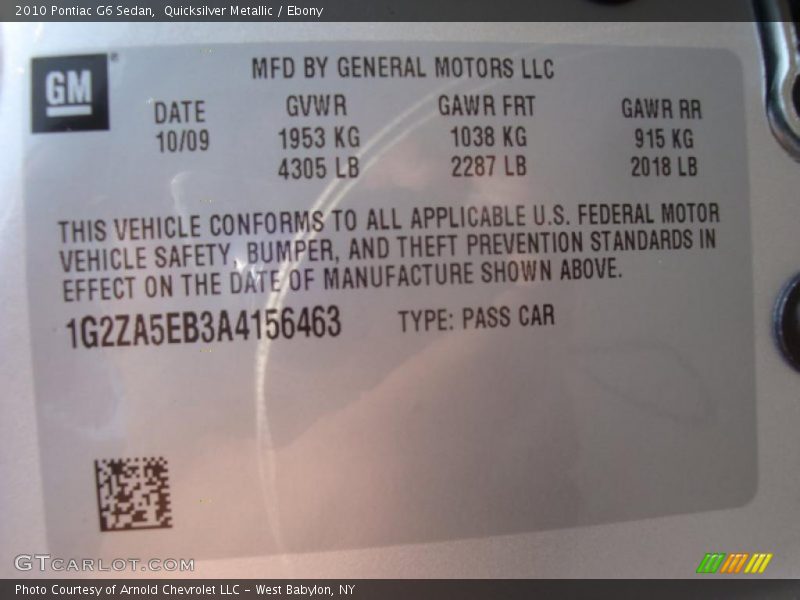 2010 Pontiac G6 Sedan,  Quicksilver Metallic / Ebony
GM®
MFD BY GENERAL MOTORS LLC
DATE GVWR GAWR FRT GAWR RR
10/09 1953 KG 1038 KG 915 KG
4305 LB 2287 LB 2018 LB
THIS VEHICLE CONFORMS TO ALL APPLICABLE U.S. FEDERAL MOTOR
VEHICLE SAFETY, BUMPER, AND THEFT PREVENTION STANDARDS IN
EFFECT ON THE DATE OF MANUFACTURE SHOWN ABOVE.
1G2ZA5EB3A4156463 TYPE: PASS CAR
GTCARLOT.COM
Photo Courtesy of Arnold Chevrolet LLC - West Babylon, NY